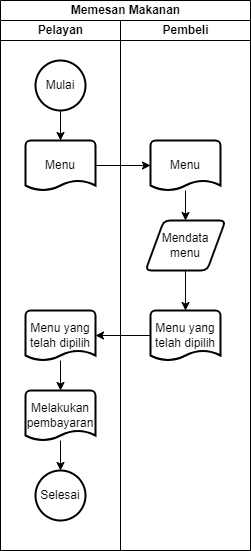 Memesan Makanan
Pelayan
Pembeli
Mulai
Menu
Menu
Mendata
menu
Menu yang
telah dipilih
Menu yang
telah dipilih
Melakukan
pembayaran
Selesai